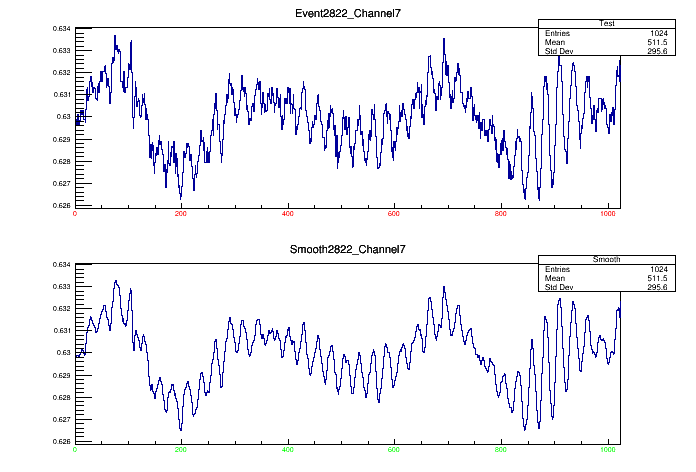 Event2822_Channel7
Test
Entries 1024
Mean 511.5
Std Dev 295.6
0.634
0.633
0.632
0.631
0.63
0.629
0.628
0.627
0.626
0 200 400 600 800 1000
Smooth2822_Channel7
Smooth
Entries 1024
Mean 511.5
Std Dev 295.6
0.634
0.633
0.632
0.631
0.63
0.629
0.628
0.627
0.626
0 200 400 600 800 1000